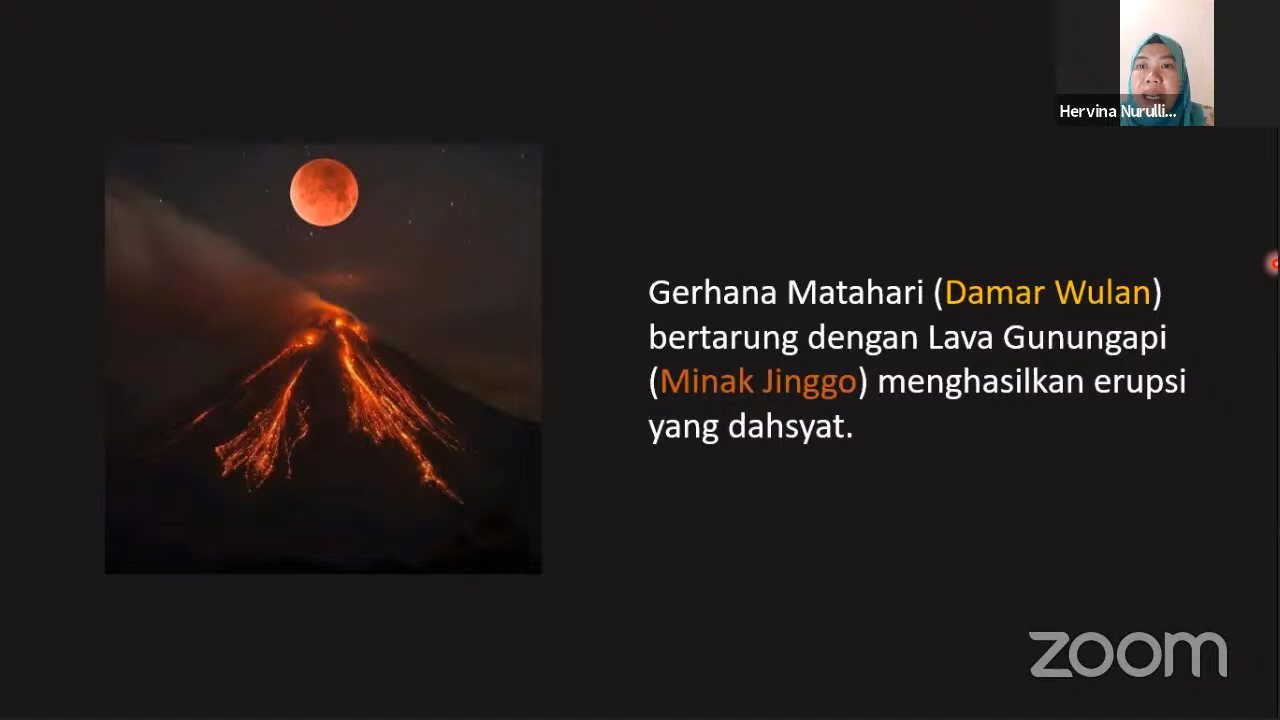 Hervina Nurulli...
Gerhana Matahari (Damar Wulan)
bertarung dengan Lava Gunungapi
(Minak Jinggo) menghasilkan erupsi
yang dahsyat.
zoom